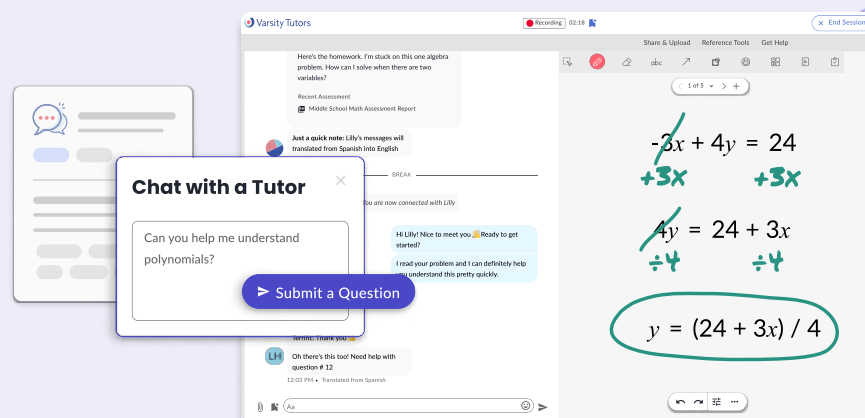 Varsity Tutors
Recording
02:18
End Session
Share & Upload
Reference Tools
Get Help
Here's the homework. I'm stuck on this one algebra
problem. How can I solve when there are two
variables?
Recent Assessment
Middle School Math Assessment Report
Just a quick note: Lilly's messages will
translated from Spanish into English
BREAK
You are now connected with Lilly
Hi Lilly! Nice to meet you Ready to get
started?
I read your problem and I can definitely help
you understand this pretty quickly.
Terrific. Thank you
LH
Oh there's this too! Need help with
question # 12
12:03 PM • Translated from Spanish
Aa
Chat with a Tutor
Can you help me understand
polynomials?
Submit a Question
abc
1 of 5
-3x + 4y = 24
+3x +3x
4y = 24 + 3x
÷4 ÷4
y = (24 + 3x) / 4